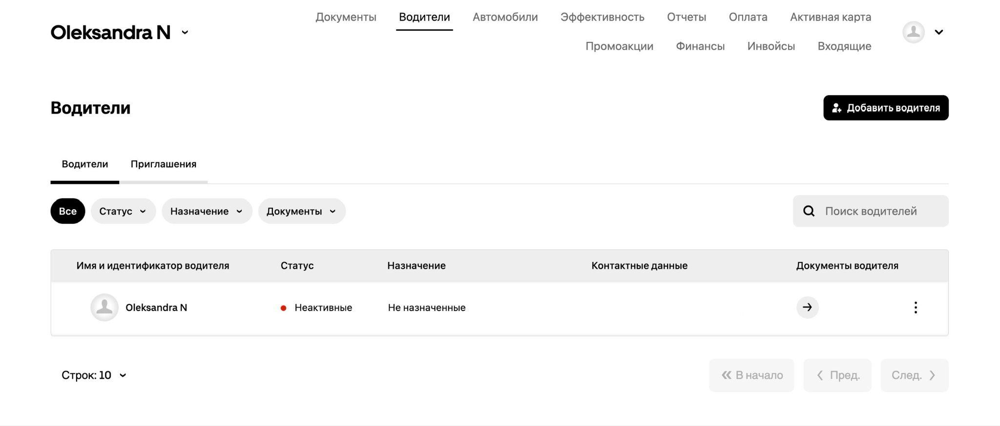 Oleksandra N
Документы Водители Автомобили Эффективность Отчеты Оплата Активная карта
Промоакции Финансы Инвойсы Входящие
Водители
Добавить водителя
Водители Приглашения
Все Статус Назначение Документы
Поиск водителей
Имя и идентификатор водителя Статус Назначение Контактные данные Документы водителя
Oleksandra N Неактивные Не назначенные
Строк: 10
В начало Пред. След.